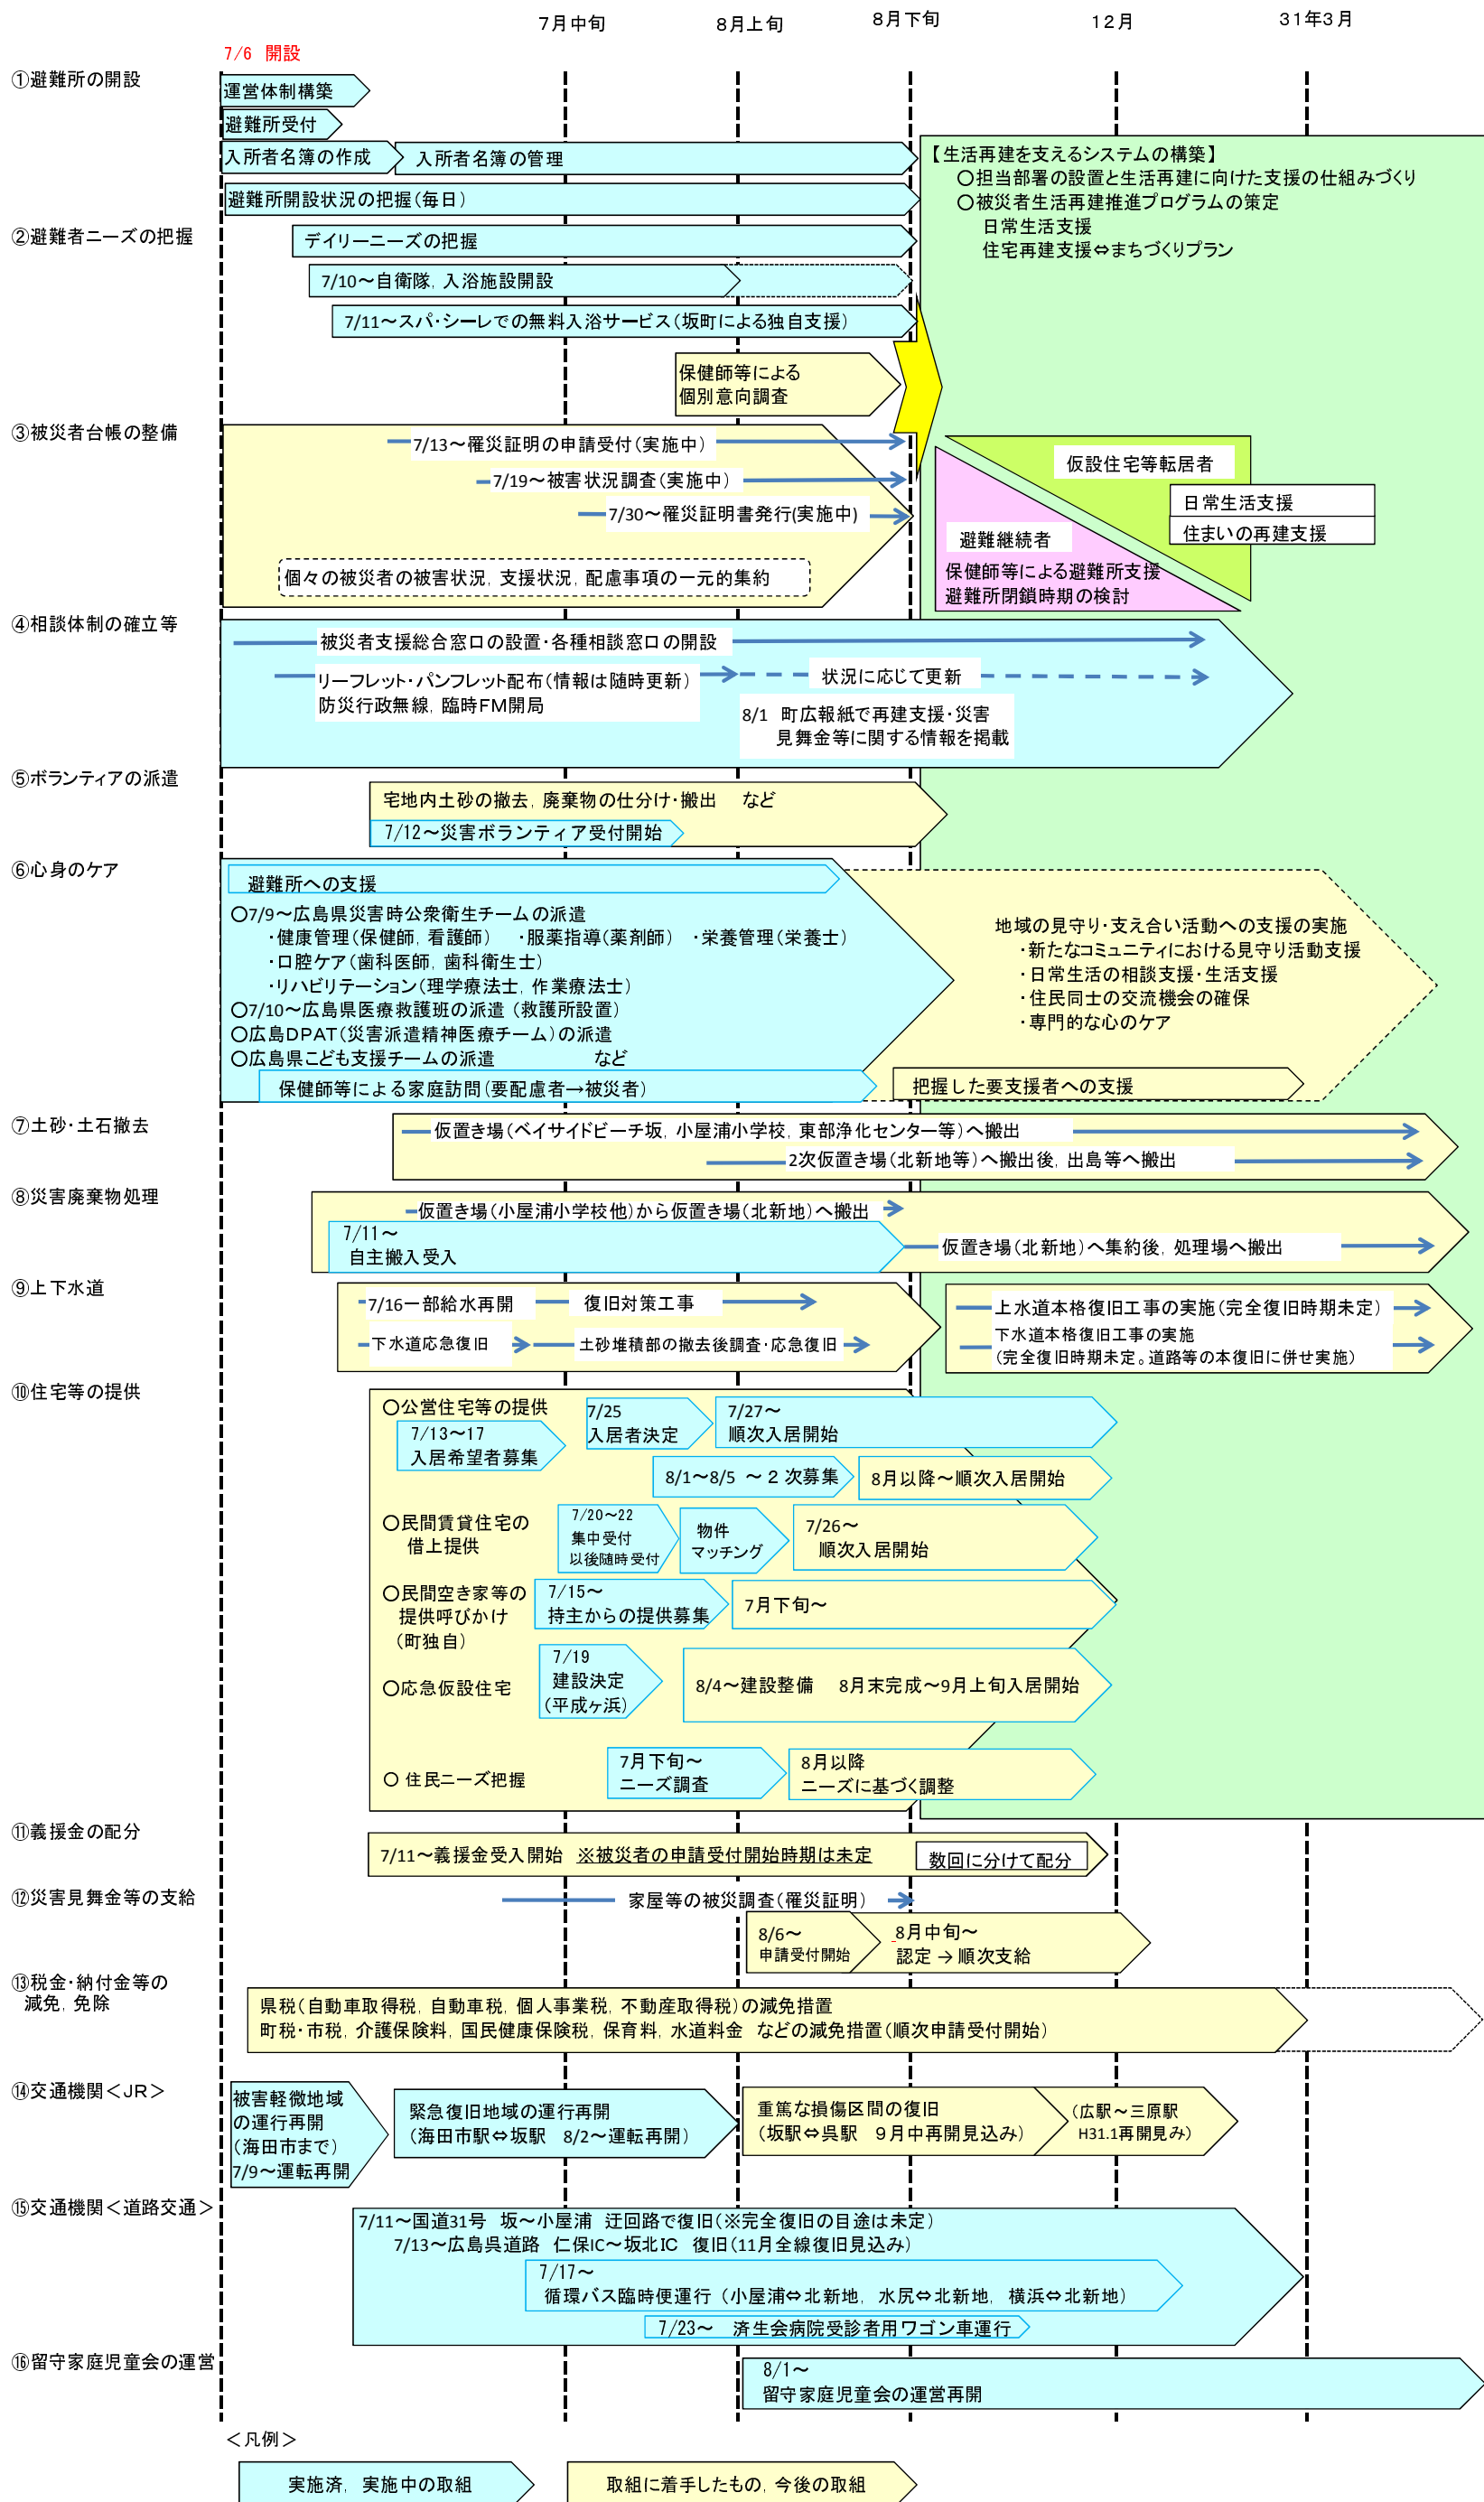 7月中旬
8月上旬
8月下旬
12月
31年3月
7/6　開設
①避難所の開設
運営体制構築
避難所受付
入所者名簿の作成
入所者名簿の管理
避難所開設状況の把握(毎日)
【生活再建を支えるシステムの構築】
〇担当部署の設置と生活再建に向けた支援の仕組みづくり
〇被災者生活再建推進プログラムの策定
日常生活支援
住宅再建支援⇔まちづくりプラン
②避難者ニーズの把握
デイリーニーズの把握
7/10～自衛隊，入浴施設開設
7/11～スパ・シーレでの無料入浴サービス(坂町による独自支援)
保健師等による
個別意向調査
③被災者台帳の整備
7/13～罹災証明の申請受付(実施中)
7/19～被害状況調査(実施中)
7/30～罹災証明書発行(実施中)
個々の被災者の被害状況，支援状況，配慮事項の一元的集約
仮設住宅等転居者
日常生活支援
住まいの再建支援
避難継続者
保健師等による避難所支援
避難所閉鎖時期の検討
④相談体制の確立等
被災者支援総合窓口の設置・各種相談窓口の開設
リーフレット・パンフレット配布(情報は随時更新)
防災行政無線，臨時ＦＭ開局
状況に応じて更新
8/1　町広報紙で再建支援・災害
見舞金等に関する情報を掲載
⑤ボランティアの派遣
宅地内土砂の撤去，廃棄物の仕分け・搬出　など
7/12～災害ボランティア受付開始
⑥心身のケア
避難所への支援
〇7/9～広島県災害時公衆衛生チームの派遣
・健康管理(保健師，看護師)　・服薬指導(薬剤師)　・栄養管理(栄養士)
・口腔ケア(歯科医師，歯科衛生士)
・リハビリテーション(理学療法士，作業療法士)
〇7/10～広島県医療救護班の派遣 (救護所設置)
〇広島DPAT(災害派遣精神医療チーム)の派遣
〇広島県こども支援チームの派遣　　　　など
保健師等による家庭訪問(要配慮者→被災者)
地域の見守り・支え合い活動への支援の実施
・新たなコミュニティにおける見守り活動支援
・日常生活の相談支援・生活支援
・住民同士の交流機会の確保
・専門的な心のケア
把握した要支援者への支援
⑦土砂・土石撤去
仮置き場(ベイサイドビーチ坂，小屋浦小学校，東部浄化センター等)へ搬出
2次仮置き場(北新地等)へ搬出後，出島等へ搬出
⑧災害廃棄物処理
仮置き場(小屋浦小学校他)から仮置き場(北新地)へ搬出
7/11～
自主搬入受入
仮置き場(北新地)へ集約後，処理場へ搬出
⑨上下水道
7/16一部給水再開
復旧対策工事
下水道応急復旧
土砂堆積部の撤去後調査・応急復旧
上水道本格復旧工事の実施(完全復旧時期未定)
下水道本格復旧工事の実施
(完全復旧時期未定。道路等の本復旧に併せ実施)
⑩住宅等の提供
〇公営住宅等の提供
7/13～17
入居希望者募集
7/25
入居者決定
7/27～
順次入居開始
8/1～8/5 ～２次募集
8月以降～順次入居開始
〇民間賃貸住宅の
借上提供
7/20～22
集中受付
以後随時受付
物件
マッチング
7/26～
順次入居開始
〇民間空き家等の
提供呼びかけ
(町独自)
7/15～
持主からの提供募集
7月下旬～
〇応急仮設住宅
7/19
建設決定
(平成ヶ浜)
8/4～建設整備　8月末完成～9月上旬入居開始
〇 住民ニーズ把握
7月下旬～
ニーズ調査
8月以降
ニーズに基づく調整
⑪義援金の配分
7/11～義援金受入開始　※被災者の申請受付開始時期は未定
数回に分けて配分
⑫災害見舞金等の支給
家屋等の被災調査(罹災証明)
8/6～
申請受付開始
8月中旬～
認定 → 順次支給
⑬税金・納付金等の
減免，免除
県税(自動車取得税，自動車税，個人事業税，不動産取得税)の減免措置
町税・市税，介護保険料，国民健康保険税，保育料，水道料金　などの減免措置(順次申請受付開始)
⑭交通機関＜JR＞
被害軽微地域
の運行再開
(海田市まで)
7/9～運転再開
緊急復旧地域の運行再開
(海田市駅⇔坂駅　8/2～運転再開)
重篤な損傷区間の復旧
(坂駅⇔呉駅　9月中再開見込み)
(広駅～三原駅
H31.1再開見み)
⑮交通機関＜道路交通＞
7/11～国道31号　坂～小屋浦　迂回路で復旧(※完全復旧の目途は未定)
7/13～広島呉道路　仁保IC～坂北IC　復旧(11月全線復旧見込み)
7/17～
循環バス臨時便運行 (小屋浦⇔北新地，水尻⇔北新地，横浜⇔北新地)
7/23～　済生会病院受診者用ワゴン車運行
⑯留守家庭児童会の運営
8/1～
留守家庭児童会の運営再開
＜凡例＞
実施済，実施中の取組
取組に着手したもの，今後の取組